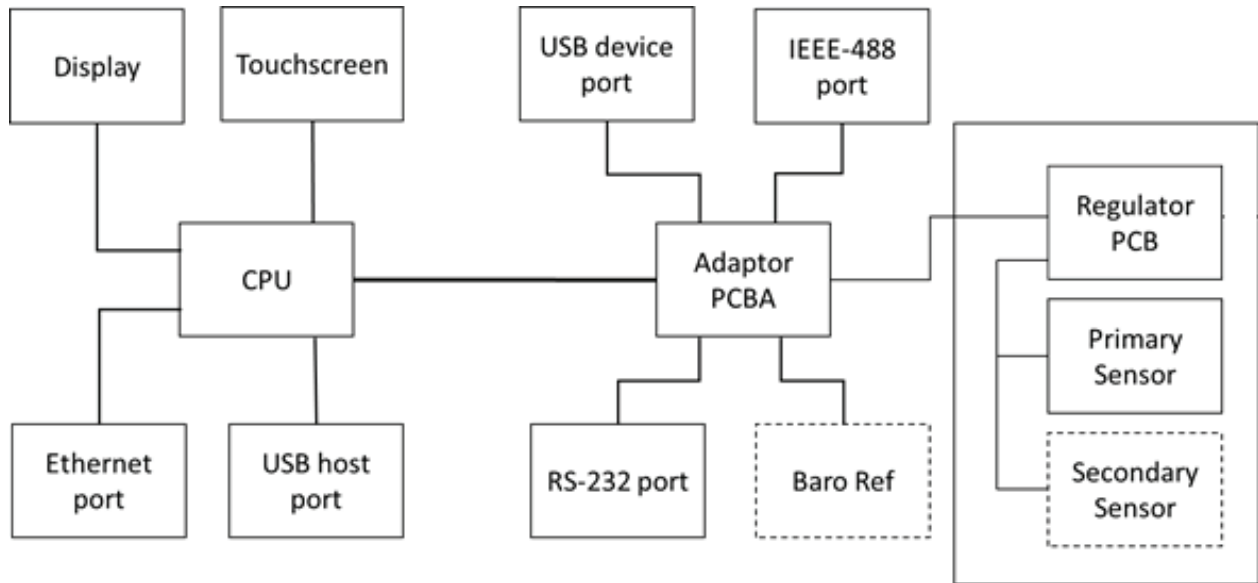 Display
Touchscreen
USB device
port
IEEE-488
port
Regulator
PCB
CPU
Adaptor
PCBA
Primary
Sensor
Ethernet
port
USB host
port
RS-232 port
Baro Ref
Secondary
Sensor